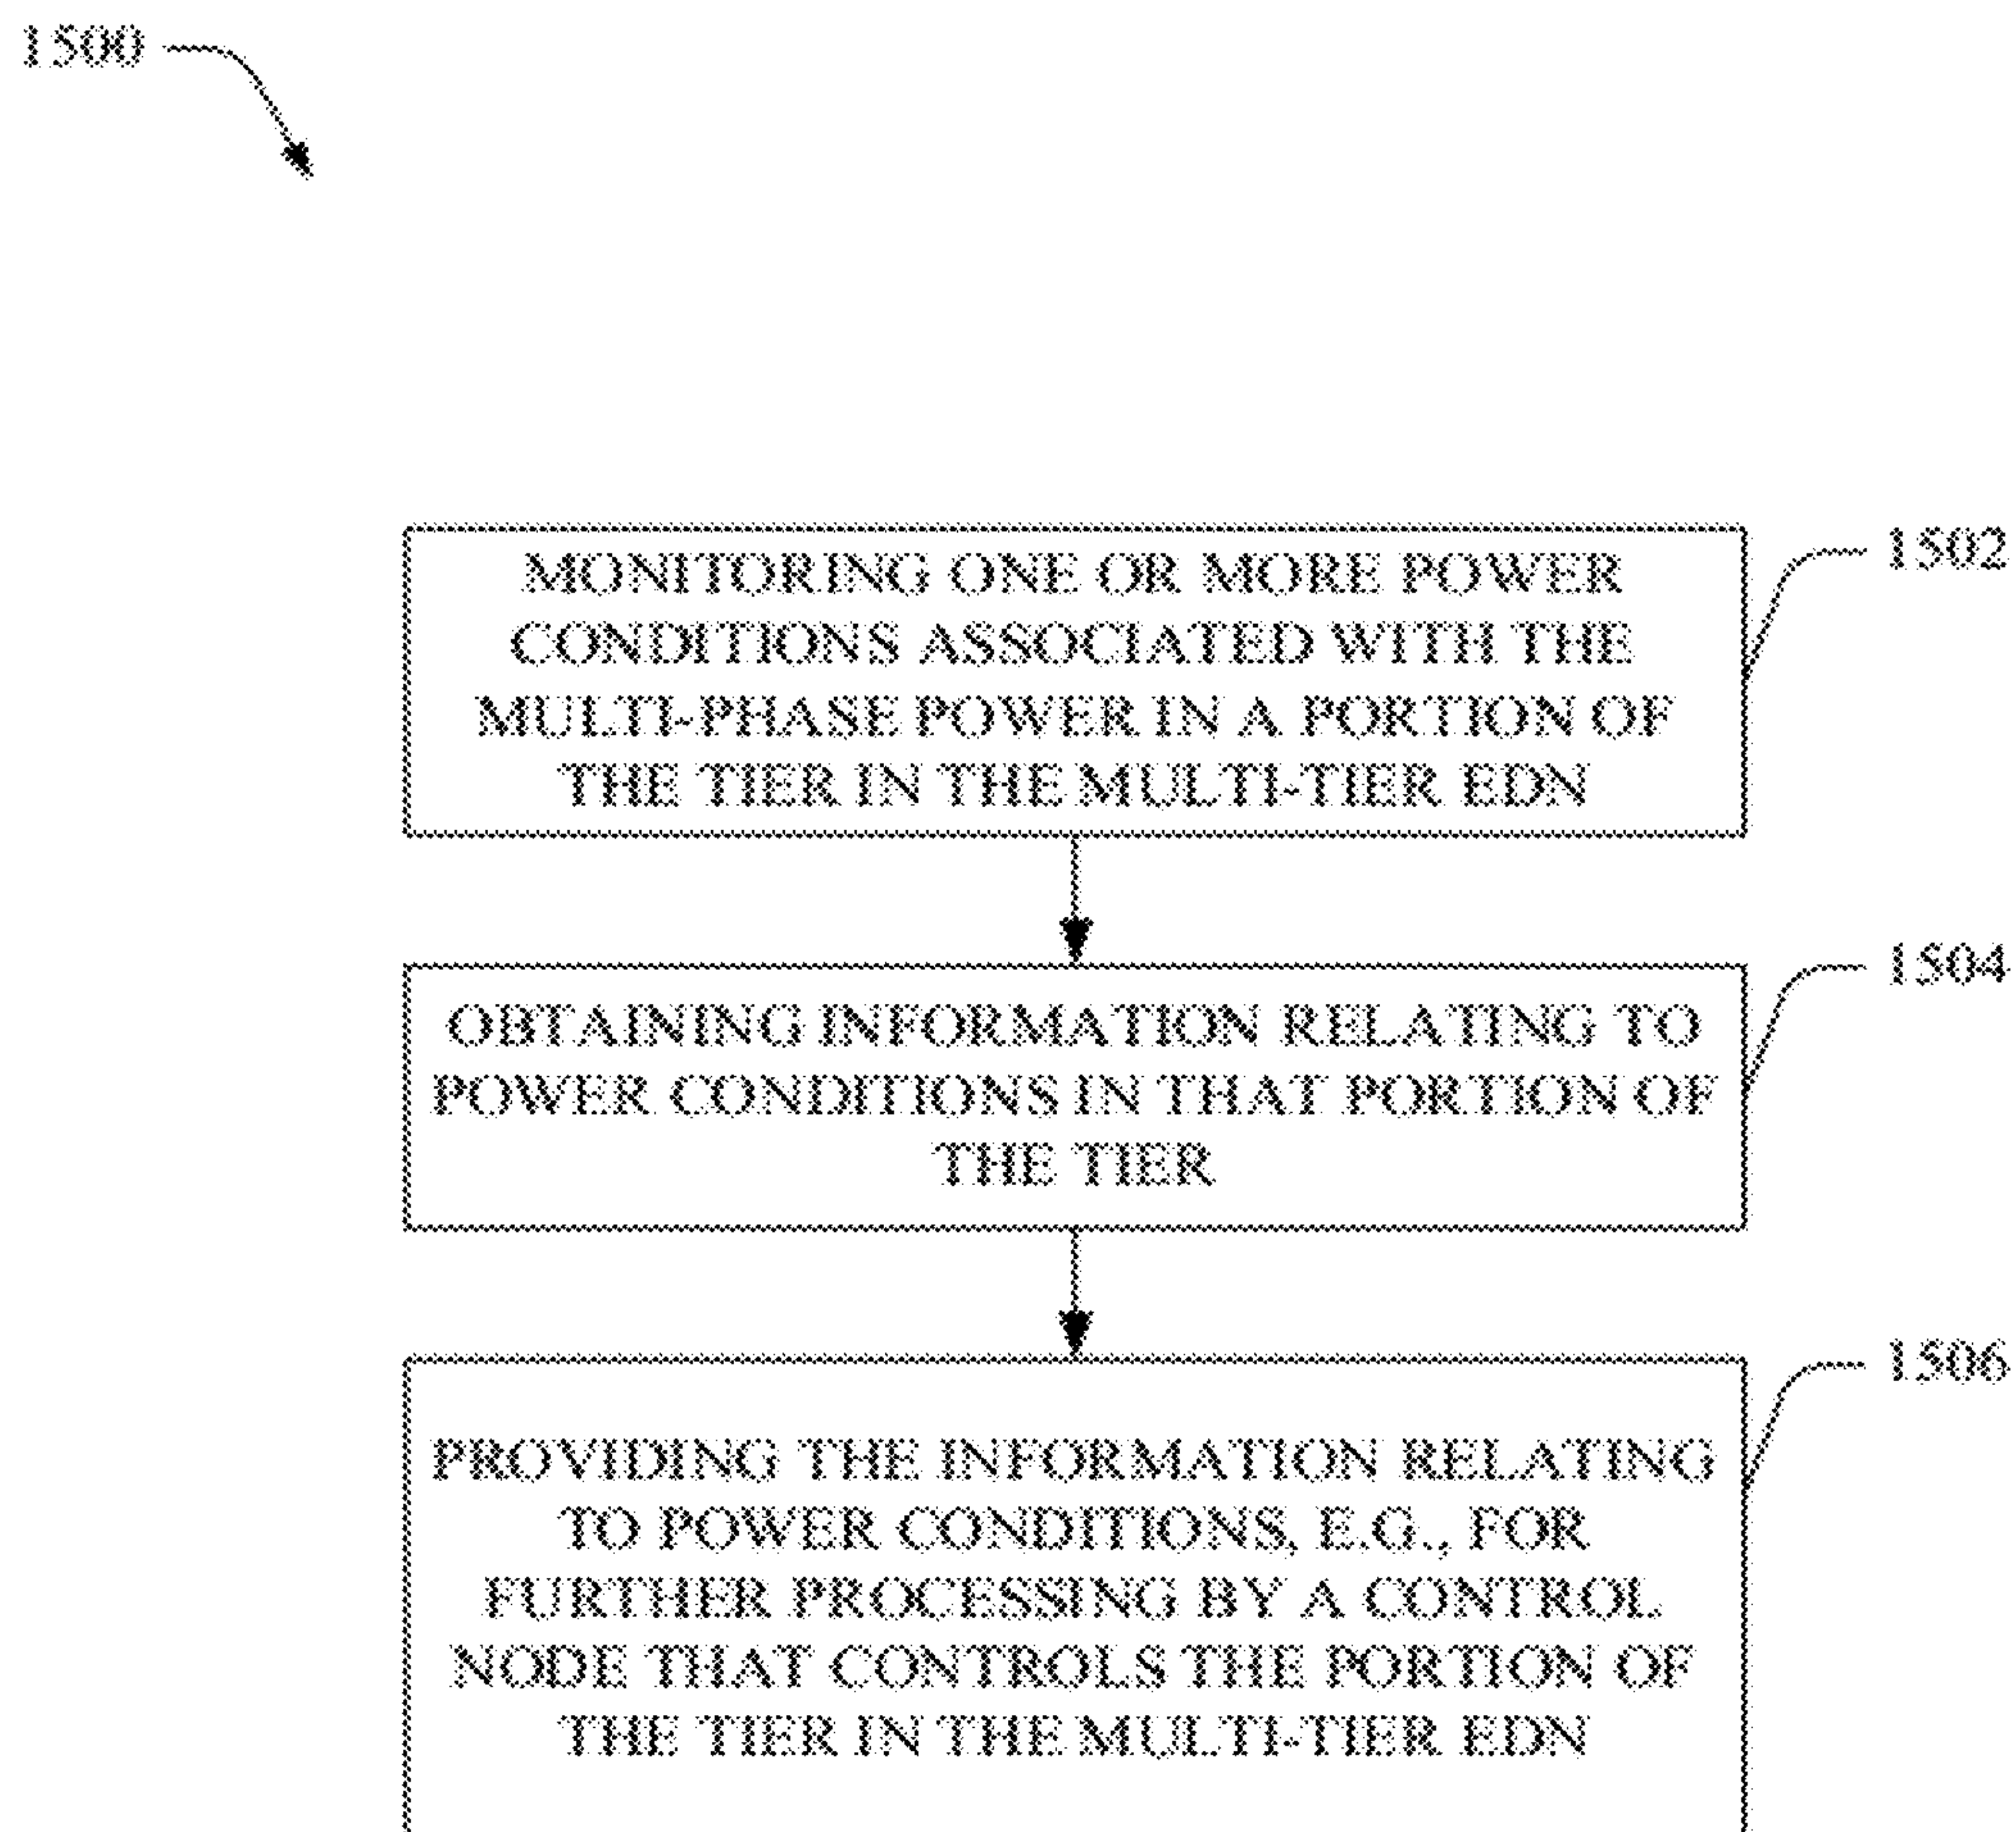 1500
MONITORING ONE OR MORE POWER
CONDITIONS ASSOCIATED WITH THE
MULTI-PHASE POWER IN A PORTION OF
THE TIER IN THE MULTI-TIER EDN
1502
OBTAINING INFORMATION RELATING TO
POWER CONDITIONS IN THAT PORTION OF
THE TIER
1504
PROVIDING THE INFORMATION RELATING
TO POWER CONDITIONS, E.G., FOR
FURTHER PROCESSING BY A CONTROL
NODE THAT CONTROLS THE PORTION OF
THE TIER IN THE MULTI-TIER EDN
1506